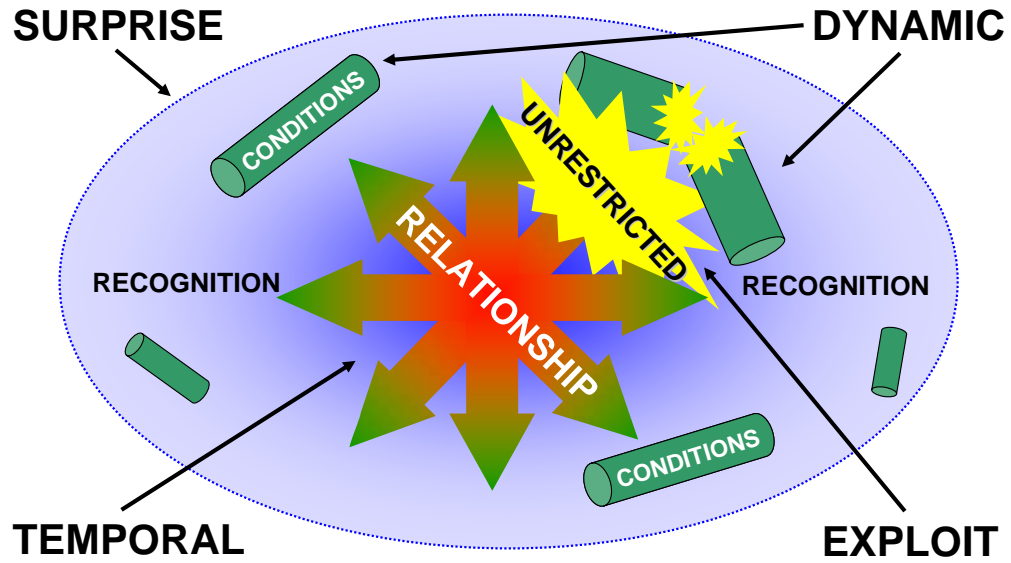 SURPRISE
DYNAMIC
CONDITIONS
UNRESTRICTED
RELATIONSHIP
RECOGNITION
RECOGNITION
CONDITIONS
TEMPORAL
EXPLOIT